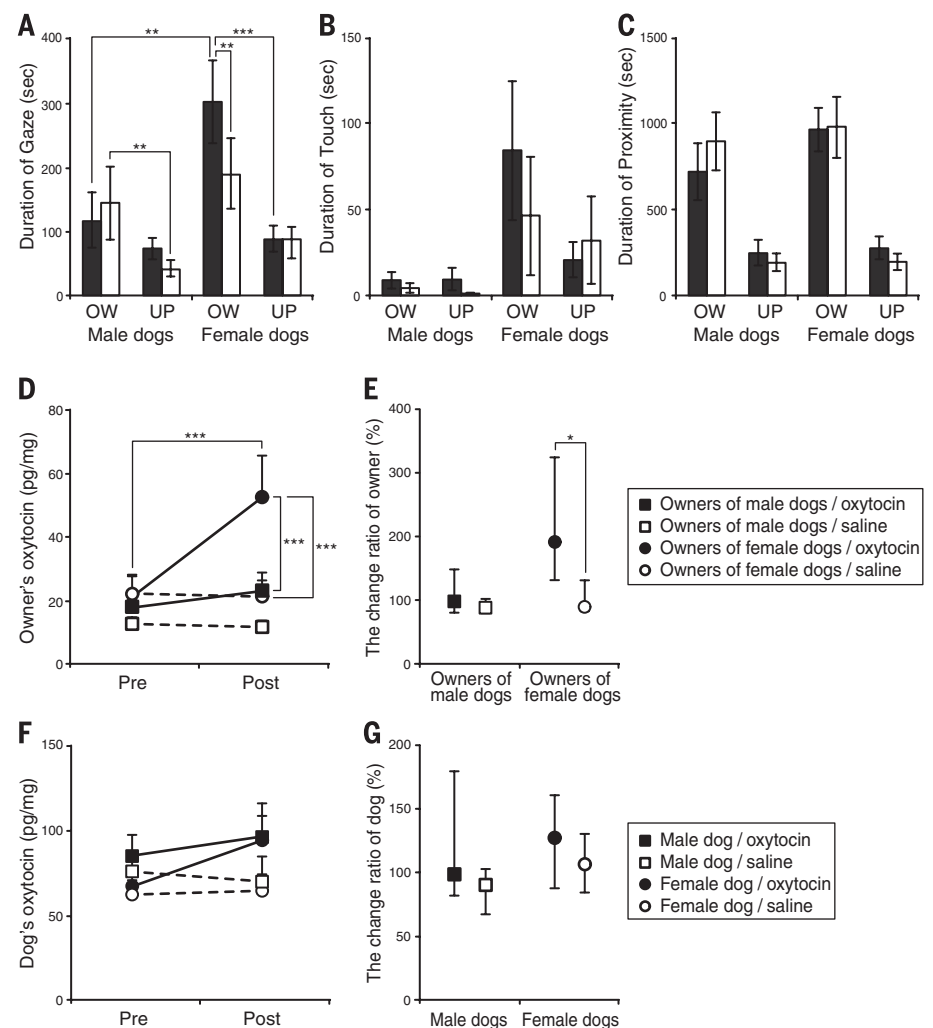 A
Duration of Gaze (sec)
400
300
200
100
0
**
***
**
**
OW UP OW UP
Male dogs Female dogs
B
Duration of Touch (sec)
150
100
50
0
OW UP OW UP
Male dogs Female dogs
C
Duration of Proximity (sec)
1500
1000
500
0
OW UP OW UP
Male dogs Female dogs
D
Owner's oxytocin (pg/mg)
80
60
40
20
0
***
***
***
Pre Post
E
The change ratio of owner (%)
400
300
200
100
0
*
Owners of male dogs
Owners of female dogs
Owners of male dogs / oxytocin
Owners of male dogs / saline
Owners of female dogs / oxytocin
Owners of female dogs / saline
F
Dog's oxytocin (pg/mg)
150
100
50
0
Pre Post
G
The change ratio of dog (%)
200
150
100
50
0
Male dogs Female dogs
Male dog / oxytocin
Male dog / saline
Female dog / oxytocin
Female dog / saline